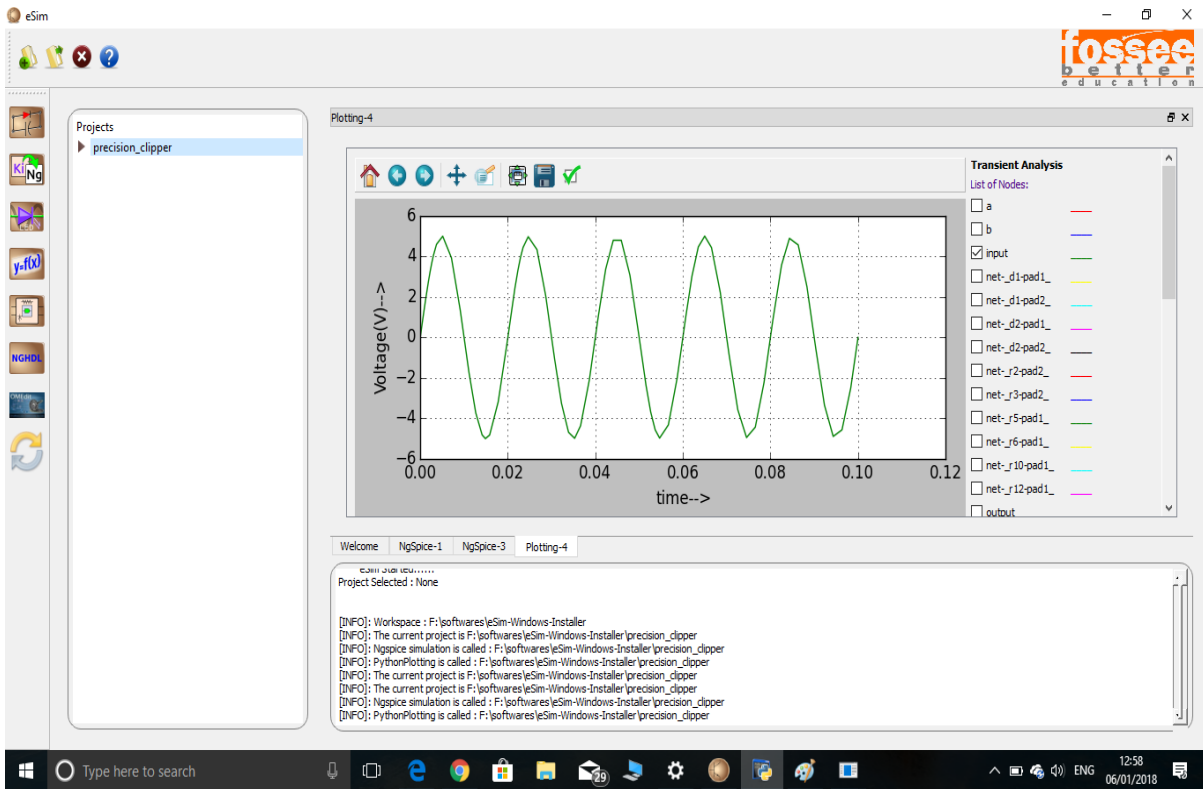 eSim
fossee
better
education
Projects
precision_clipper
Ki Ng
y=f(x)
NGHDL
OMEdit
Plotting-4
Transient Analysis
List of Nodes:
a
b
input
net-_d1-pad1_
net-_d1-pad2_
net-_d2-pad1_
net-_d2-pad2_
net-_r2-pad2_
net-_r3-pad2_
net-_r5-pad1_
net-_r6-pad1_
net-_r10-pad1_
net-_r12-pad1_
output
Voltage(V)-->
6
4
2
0
−2
−4
−6
0.00 0.02 0.04 0.06 0.08 0.10 0.12
time-->
Welcome NgSpice-1 NgSpice-3 Plotting-4
eSim Started......
Project Selected : None
[INFO]: Workspace : F:\softwares\eSim-Windows-Installer
[INFO]: The current project is F:\softwares\eSim-Windows-Installer\precision_clipper
[INFO]: Ngspice simulation is called : F:\softwares\eSim-Windows-Installer\precision_clipper
[INFO]: PythonPlotting is called : F:\softwares\eSim-Windows-Installer\precision_clipper
[INFO]: The current project is F:\softwares\eSim-Windows-Installer\precision_clipper
[INFO]: The current project is F:\softwares\eSim-Windows-Installer\precision_clipper
[INFO]: Ngspice simulation is called : F:\softwares\eSim-Windows-Installer\precision_clipper
[INFO]: PythonPlotting is called : F:\softwares\eSim-Windows-Installer\precision_clipper
Type here to search
29
ENG
12:58
06/01/2018